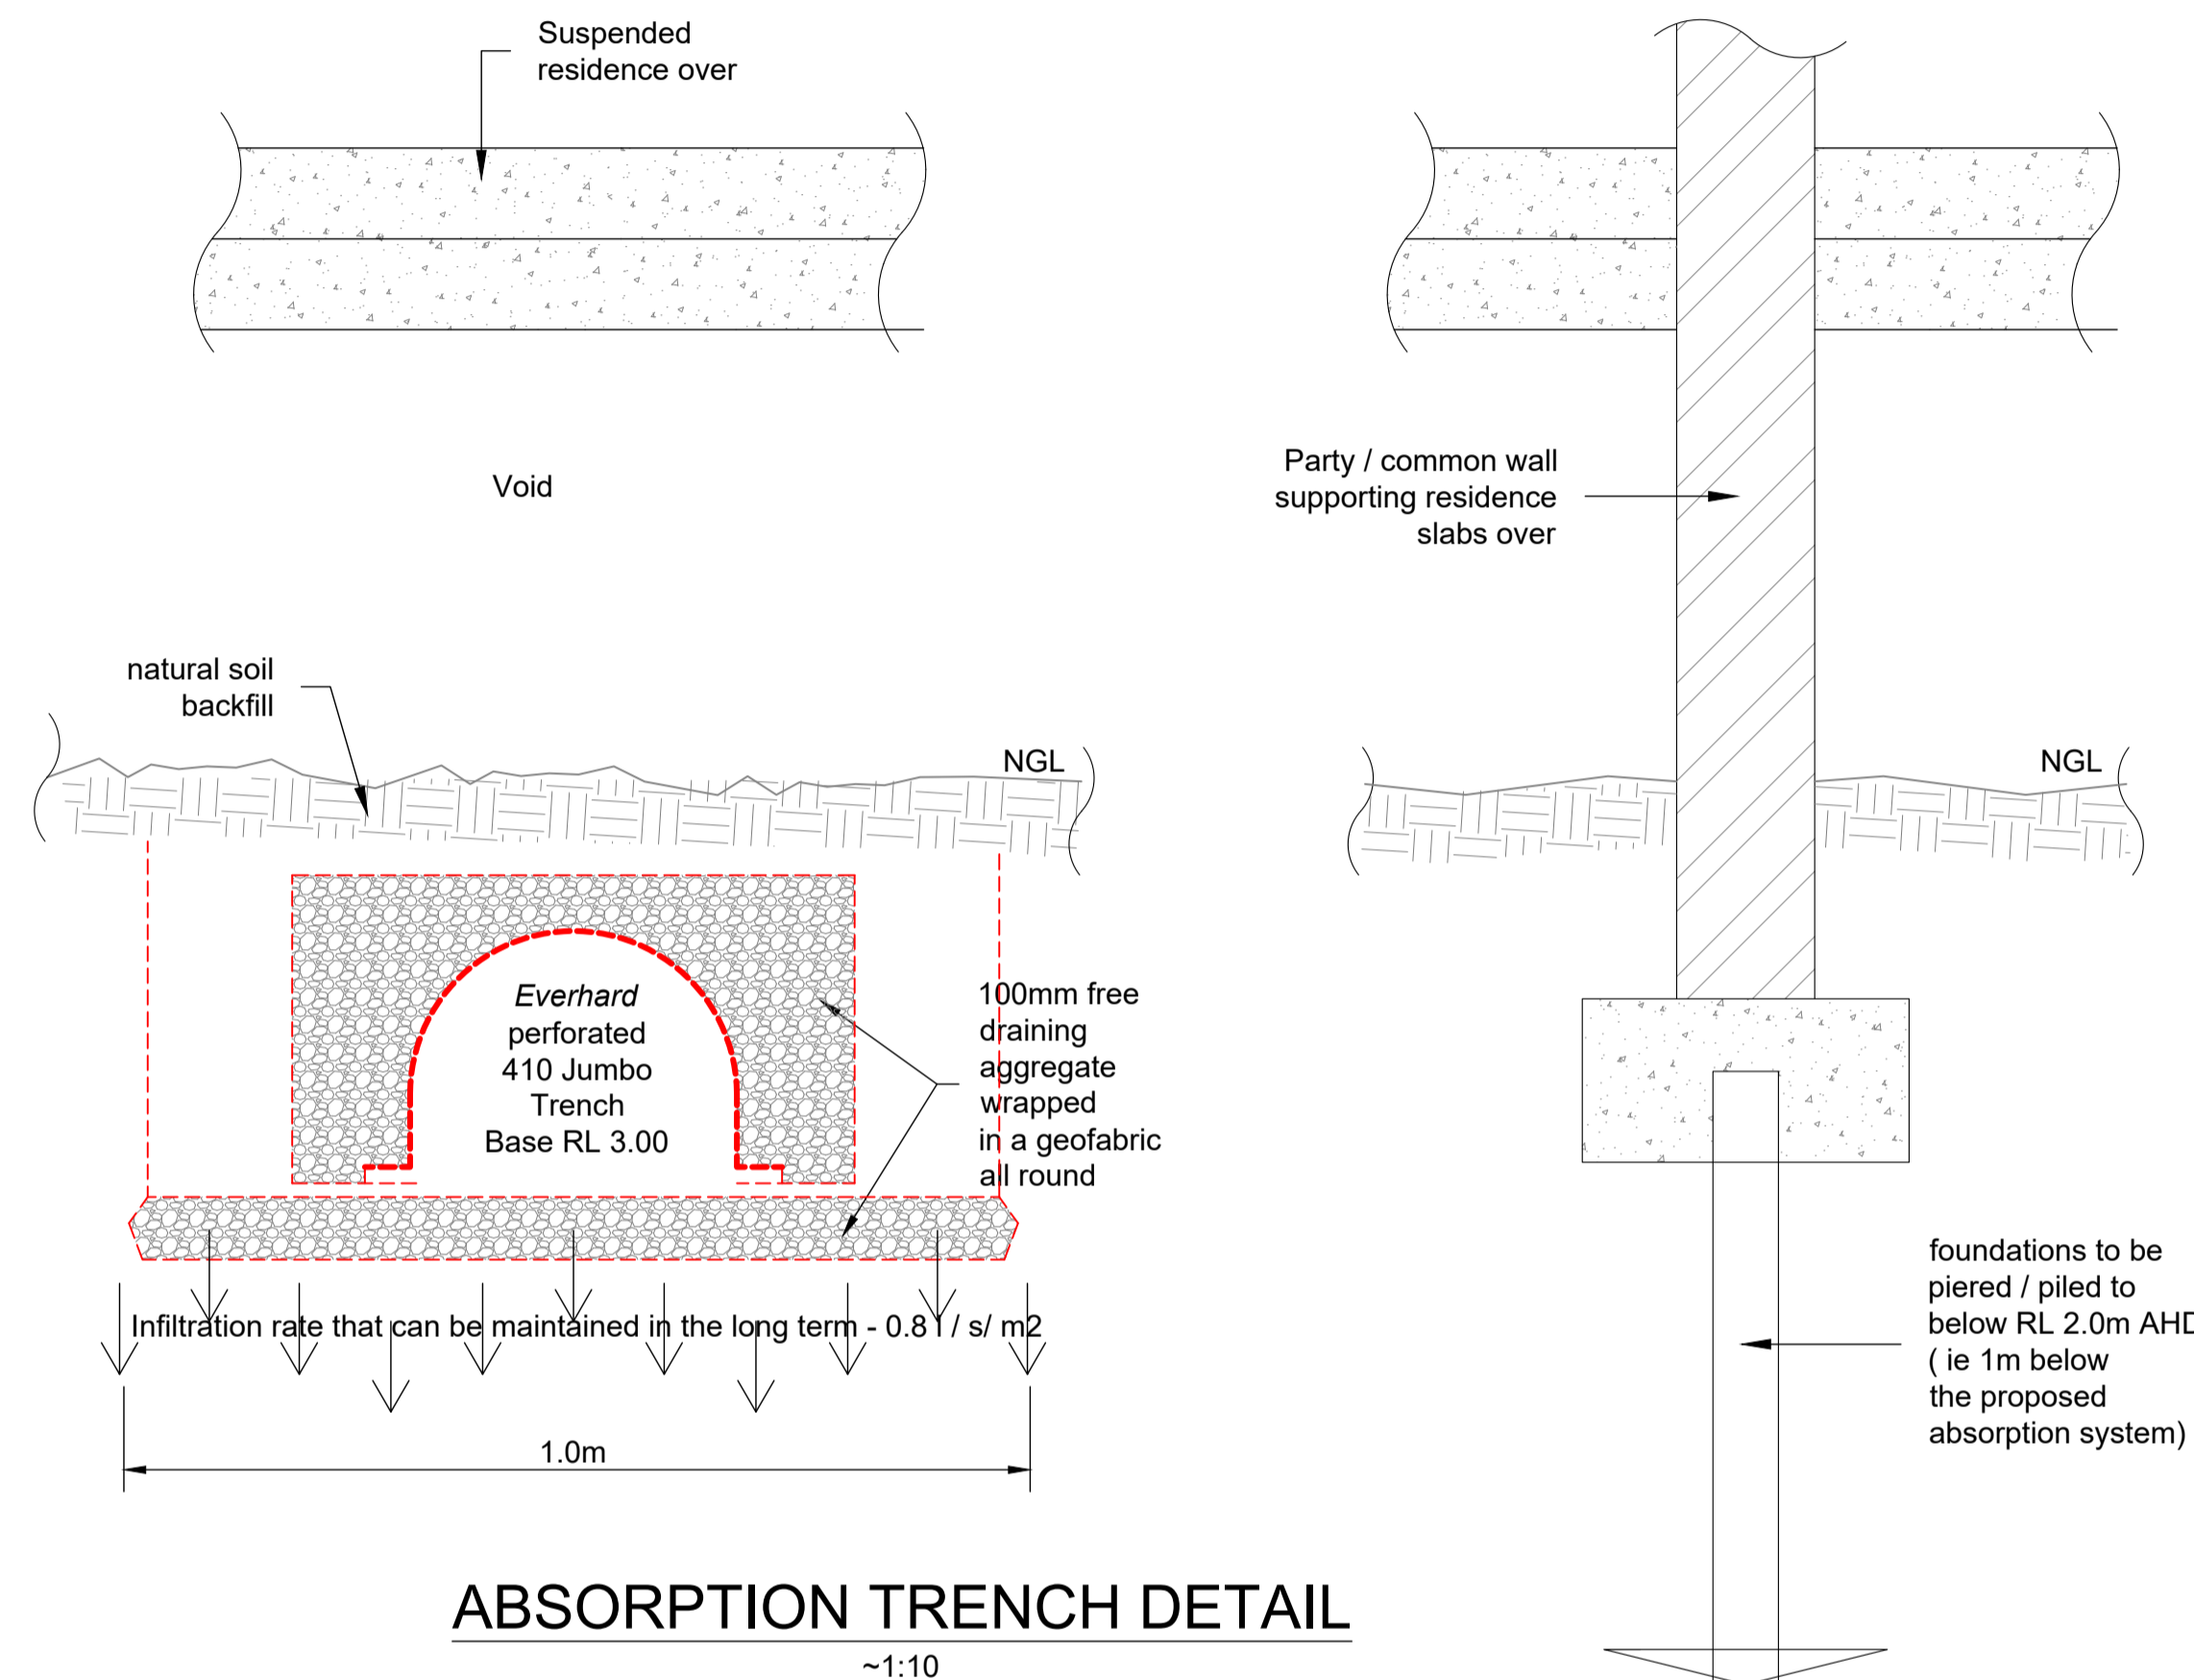 Suspended
residence over
Void
Party / common wall
supporting residence
slabs over
natural soil
backfill
NGL
NGL
Everhard
perforated
410 Jumbo
Trench
Base RL 3.00
100mm free
draining
aggregate
wrapped
in a geofabric
all round
Infiltration rate that can be maintained in the long term - 0.8 l / s/ m2
foundations to be
piered / piled to
below RL 2.0m AHD
( ie 1m below
the proposed
absorption system)
1.0m
ABSORPTION TRENCH DETAIL
~1:10